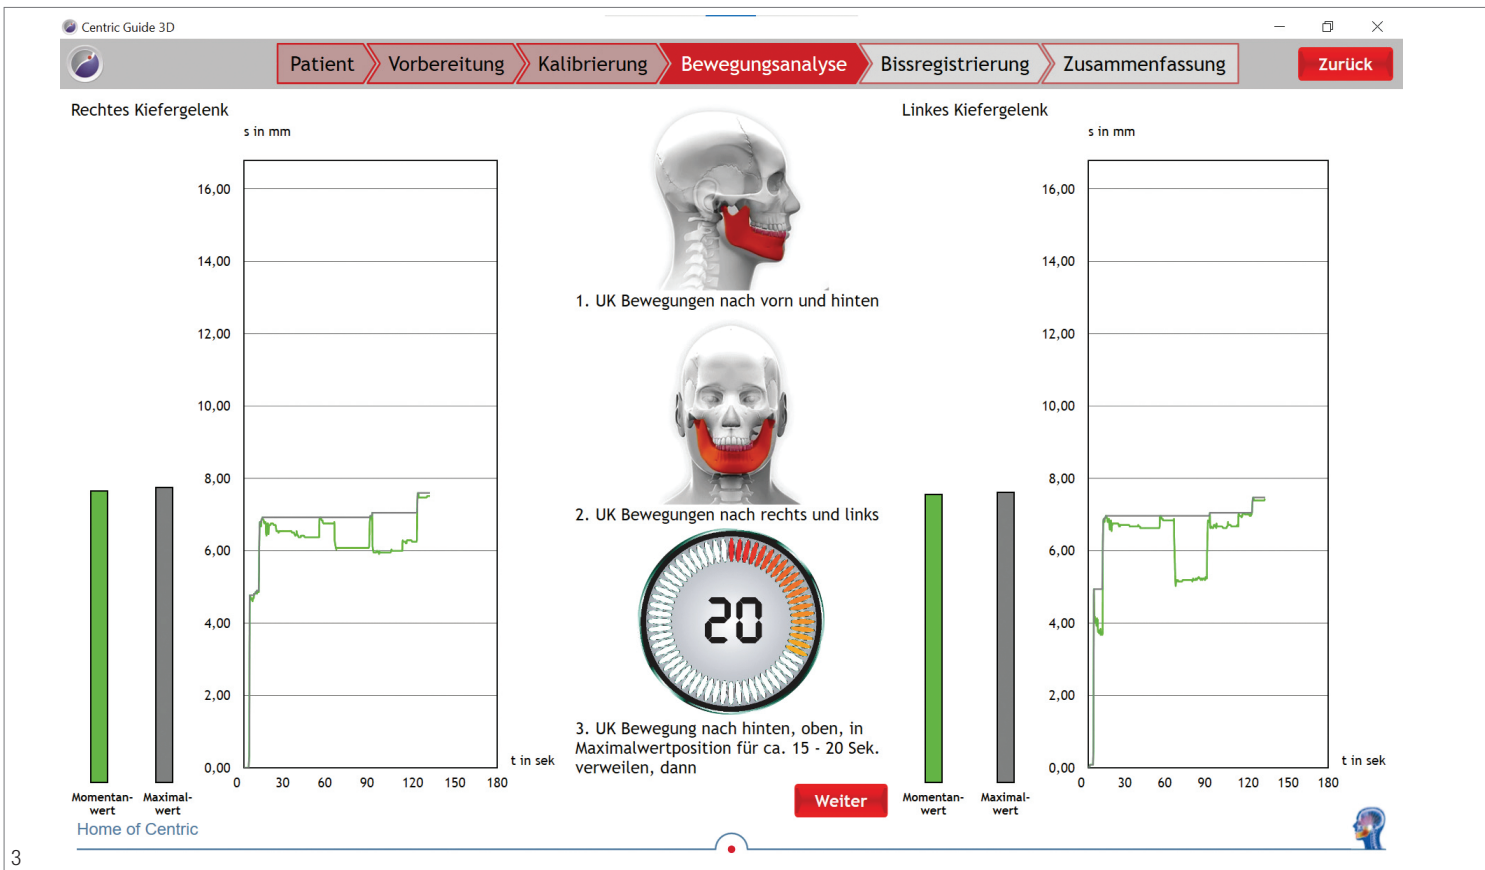 Centric Guide 3D
Patient
Vorbereitung
Kalibrierung
Bewegungsanalyse
Bissregistrierung
Zusammenfassung
Zurück
Rechtes Kiefergelenk
s in mm
16,00
14,00
12,00
10,00
8,00
6,00
4,00
2,00
0,00
0 30 60 90 120 150 180
t in sek
Momentan-
wert
Maximal-
wert
1. UK Bewegungen nach vorn und hinten
2. UK Bewegungen nach rechts und links
20
3. UK Bewegung nach hinten, oben, in
Maximalwertposition für ca. 15 - 20 Sek.
verweilen, dann
Weiter
Linkes Kiefergelenk
s in mm
16,00
14,00
12,00
10,00
8,00
6,00
4,00
2,00
0,00
0 30 60 90 120 150 180
t in sek
Momentan-
wert
Maximal-
wert
Home of Centric
3